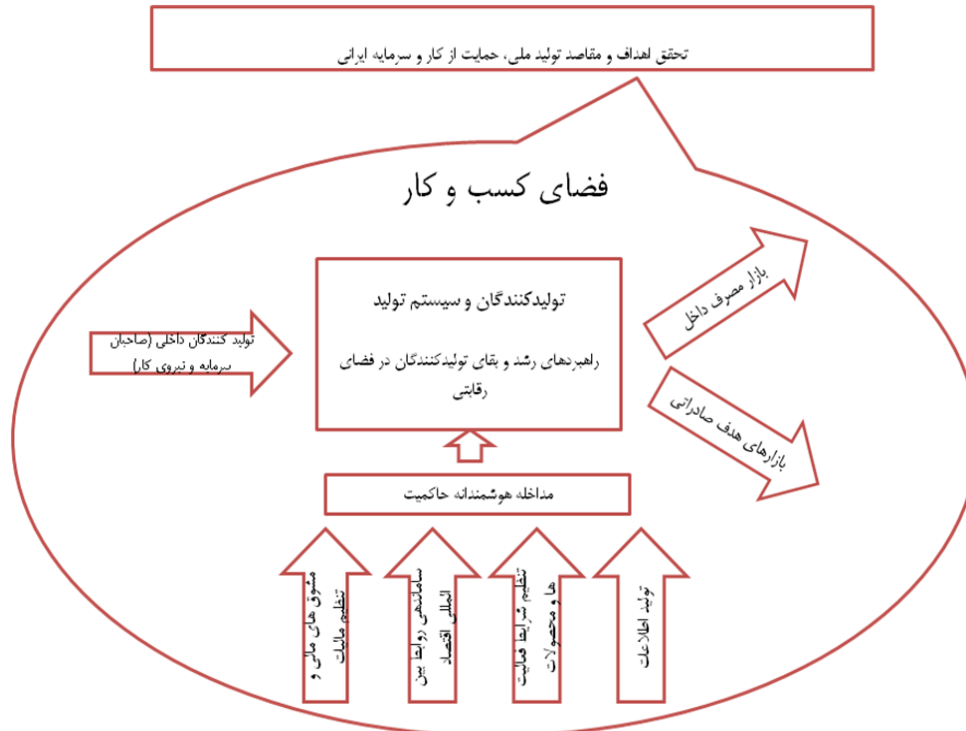 تحقق اهداف و مقاصد تولید ملی، حمایت از کار و سرمایه ایرانی
فضای کسب و کار
تولیدکنندگان و سیستم تولید
راهبردهای رشد و بقای تولیدکنندگان در فضای
رقابتی
بازار مصرف داخل
بازارهای هدف صادراتی
تولید کنندگان داخلی (صاحبان
سرمایه و نیروی کار)
مداخله هوشمندانه حاکمیت
تولید اطلاعات
تنظیم شرایط فعالیت
ها و محصولات
ساماندهی روابط بین
المللی اقتصاد
مشوق های مالی و
تنظیم مالیات